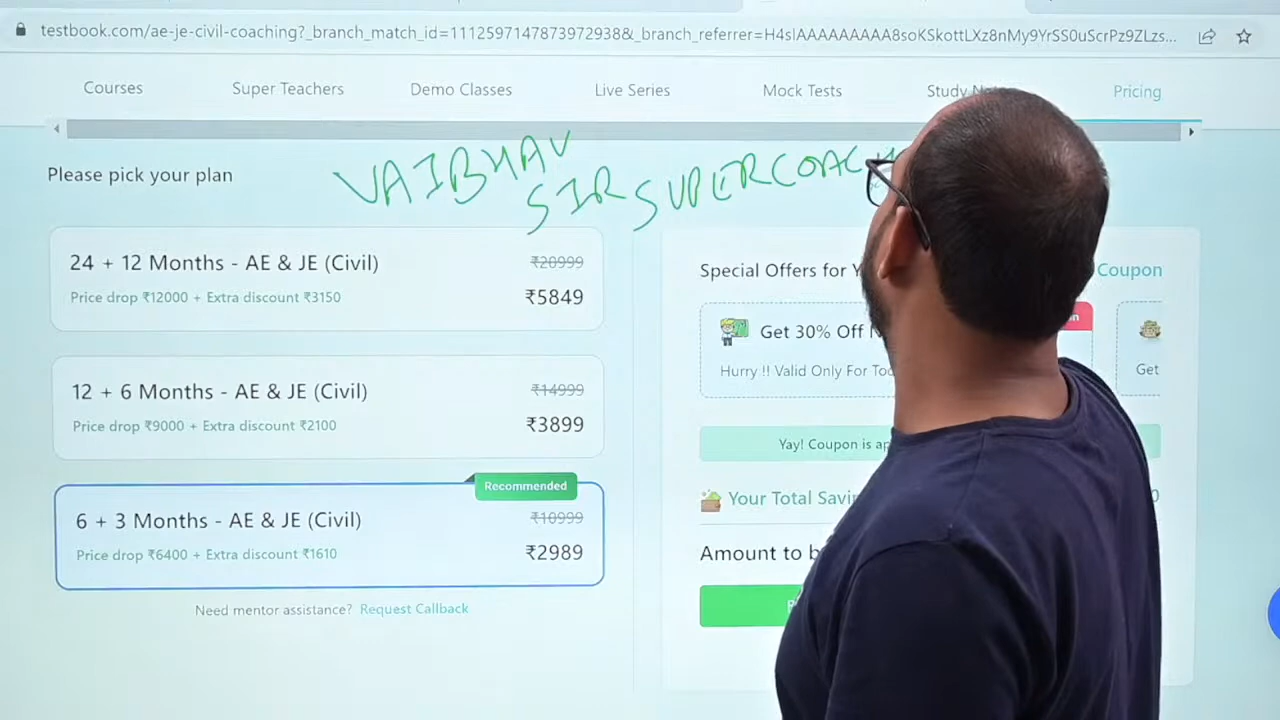 testbook.com/ae-je-civil-coaching?_branch_match_id=1112597147873972938&_branch_referrer=H4sIAAAAAAAAA8soKSkottLXz8nMy9YrSS0uScrPz9ZLzs...
Courses Super Teachers Demo Classes Live Series Mock Tests Study Pricing
Please pick your plan
VAIBHAV
SIR SUPERCOACH
24 + 12 Months - AE & JE (Civil) ₹20999
Price drop ₹12000 + Extra discount ₹3150 ₹5849
12 + 6 Months - AE & JE (Civil) ₹14999
Price drop ₹9000 + Extra discount ₹2100 ₹3899
Recommended
6 + 3 Months - AE & JE (Civil) ₹10999
Price drop ₹6400 + Extra discount ₹1610 ₹2989
Need mentor assistance? Request Callback
Special Offers for Coupon
Get 30% Off
Hurry !! Valid Only For Get
Yay! Coupon is
Your Total
Amount to